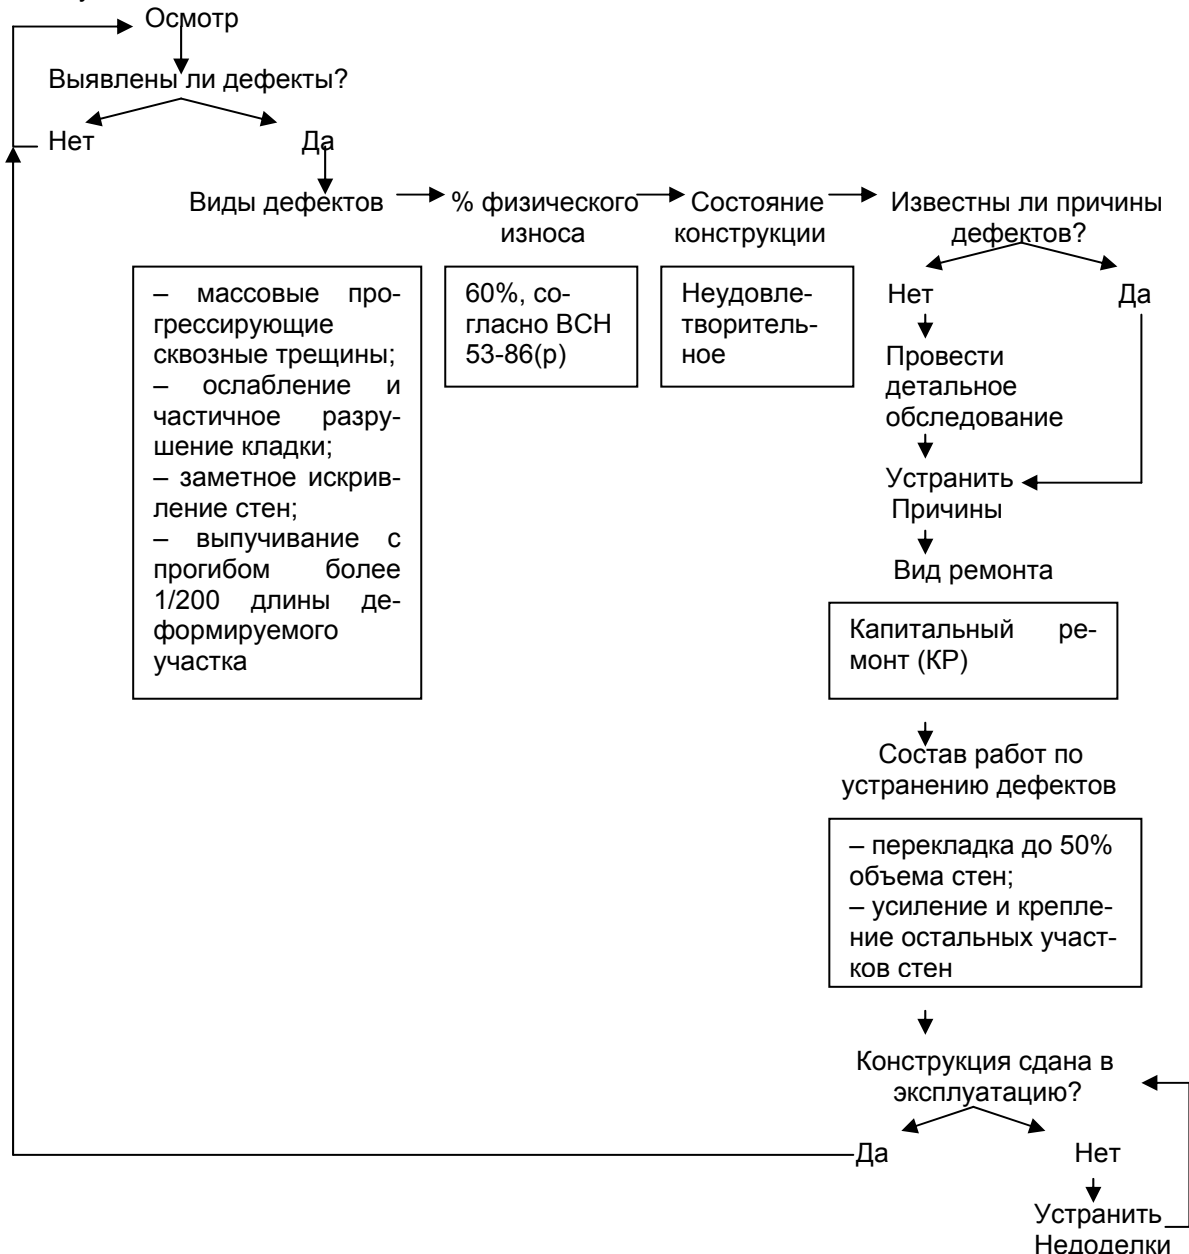 Осмотр
Выявлены ли дефекты?
Нет
Да
Виды дефектов
% физического
износа
Состояние
конструкции
Известны ли причины
дефектов?
– массовые про-
грессирующие
сквозные трещины;
– ослабление и
частичное разру-
шение кладки;
– заметное искрив-
ление стен;
– выпучивание с
прогибом более
1/200 длины де-
формируемого
участка
60%, со-
гласно ВСН
53-86(р)
Неудовле-
творитель-
ное
Нет
Да
Провести
детальное
обследование
Устранить
Причины
Вид ремонта
Капитальный ре-
монт (КР)
Состав работ по
устранению дефектов
– перекладка до 50%
объема стен;
– усиление и крепле-
ние остальных участ-
ков стен
Конструкция сдана в
эксплуатацию?
Да
Нет
Устранить
Недоделки